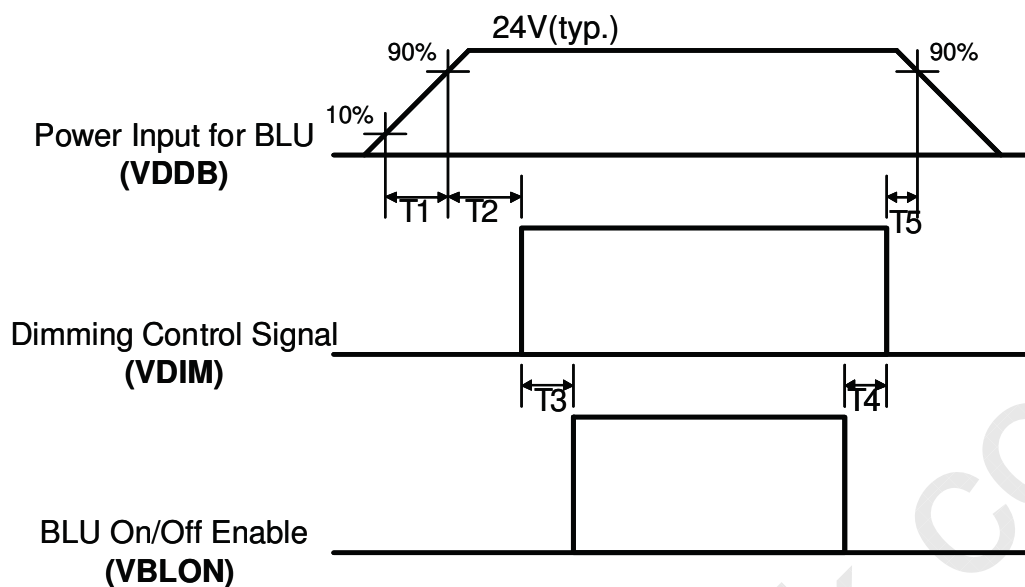 24V(typ.)
90%
90%
10%
Power Input for BLU
(VDDB)
T1
T2
T5
Dimming Control Signal
(VDIM)
T3
T4
BLU On/Off Enable
(VBLON)